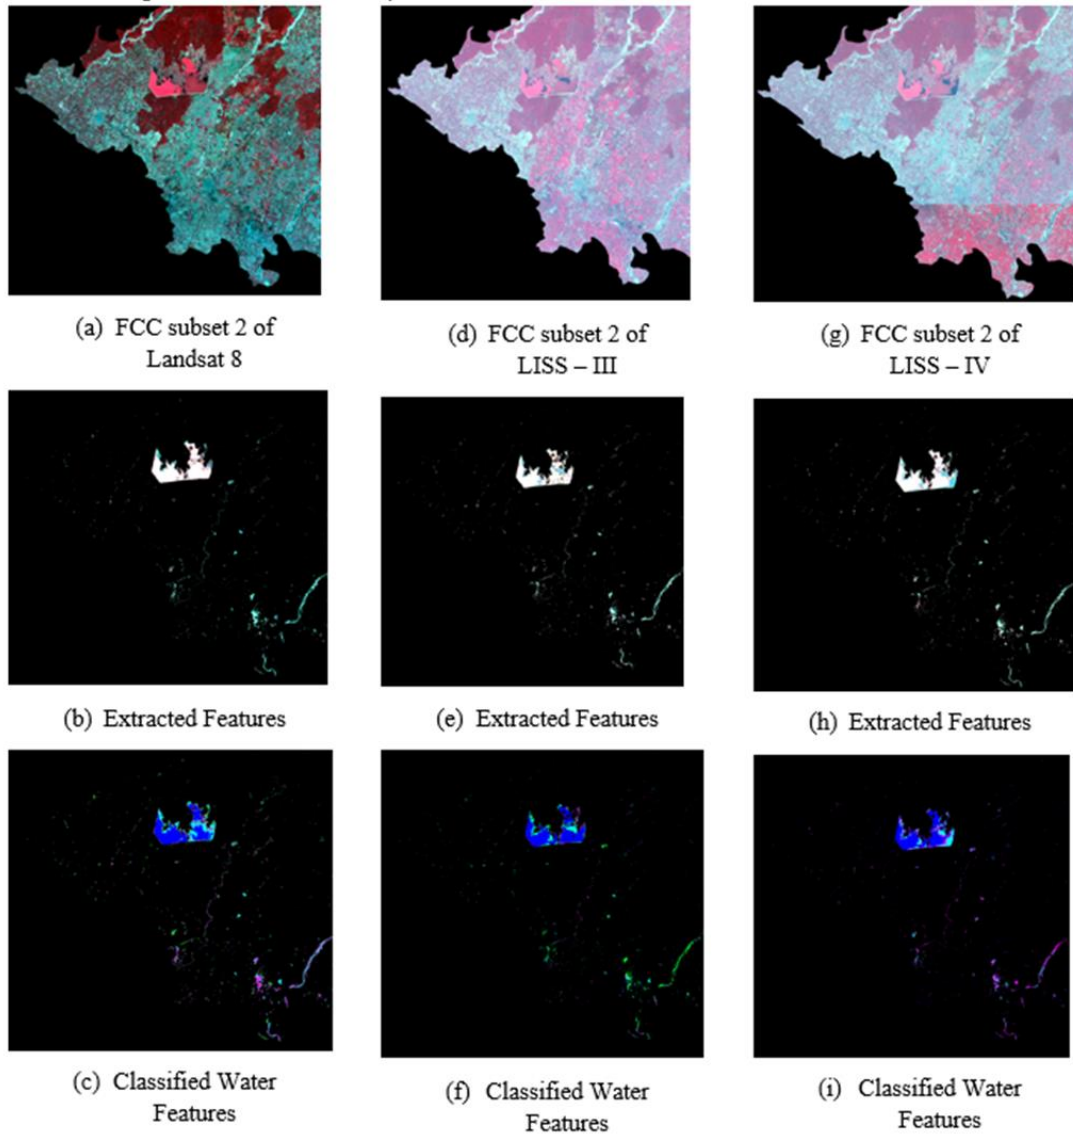 (a) FCC subset 2 of
Landsat 8
(d) FCC subset 2 of
LISS – III
(g) FCC subset 2 of
LISS – IV
(b) Extracted Features
(e) Extracted Features
(h) Extracted Features
(c) Classified Water
Features
(f) Classified Water
Features
(i) Classified Water
Features